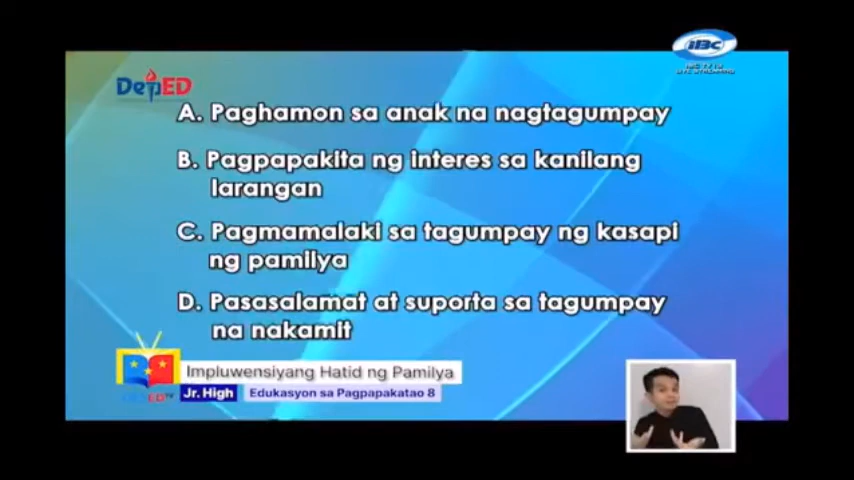 iBC
DepED
A. Paghamon sa anak na nagtagumpay
B. Pagpapakita ng interes sa kanilang
larangan
C. Pagmamalaki sa tagumpay ng kasapi
ng pamilya
D. Pasasalamat at suporta sa tagumpay
na nakamit
Impluwensiyang Hatid ng Pamilya
Jr. High
Edukasyon sa Pagpapakatao 8